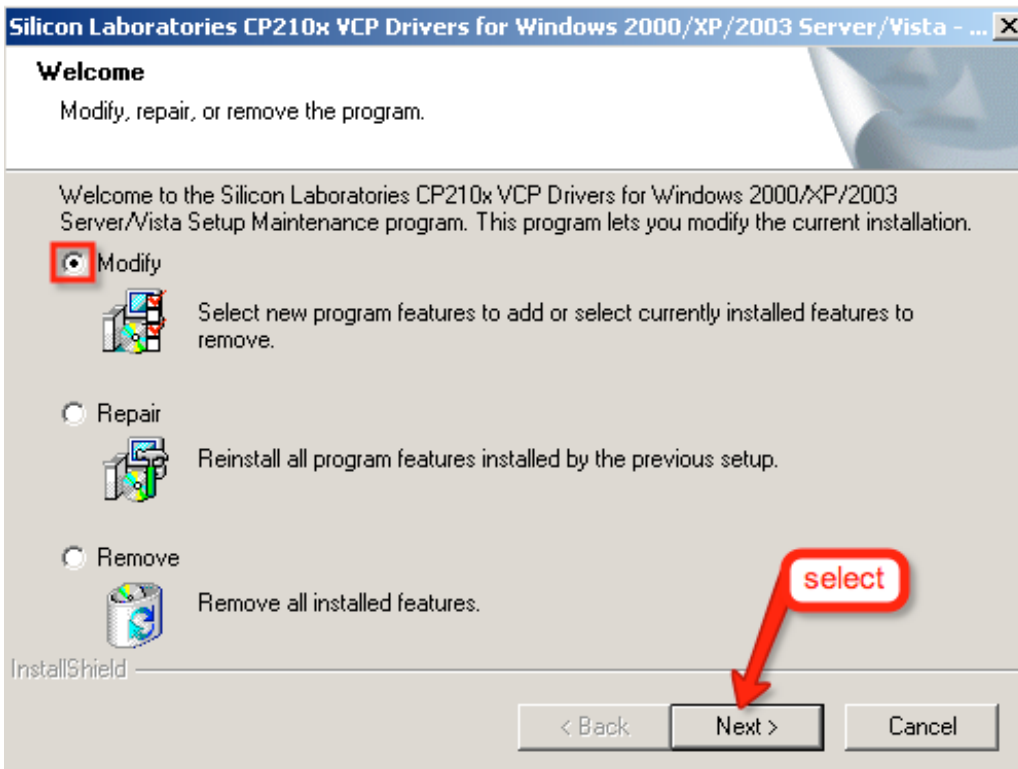 Silicon Laboratories CP210x VCP Drivers for Windows 2000/XP/2003 Server/Vista - ...
Welcome
Modify, repair, or remove the program.
Welcome to the Silicon Laboratories CP210x VCP Drivers for Windows 2000/XP/2003
Server/Vista Setup Maintenance program. This program lets you modify the current installation.
Modify
Select new program features to add or select currently installed features to
remove.
Repair
Reinstall all program features installed by the previous setup.
Remove
Remove all installed features.
select
InstallShield
< Back
Next >
Cancel